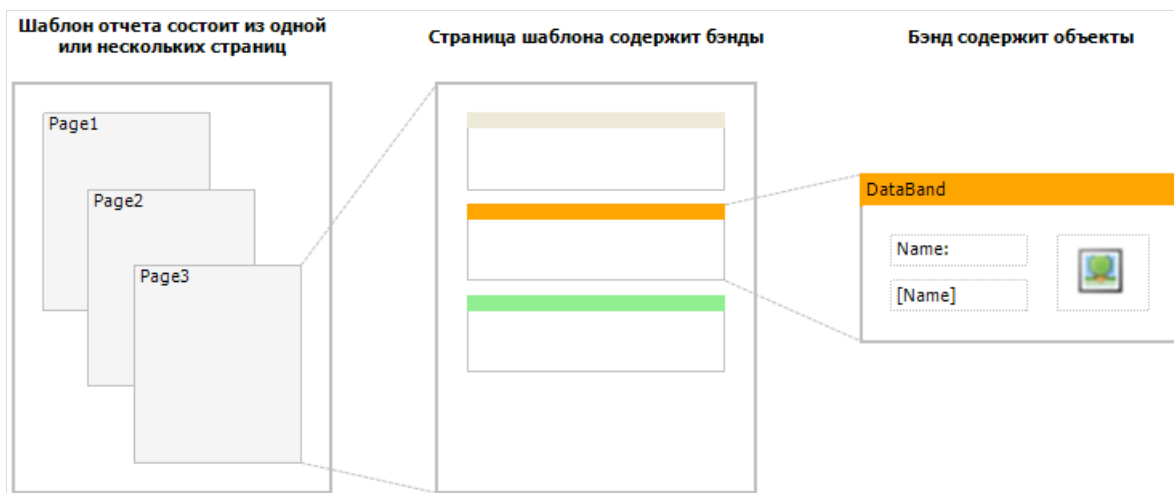 Шаблон отчета состоит из одной
или нескольких страниц
Страница шаблона содержит бэнды
Бэнд содержит объекты
Page1
Page2
Page3
DataBand
Name:
[Name]